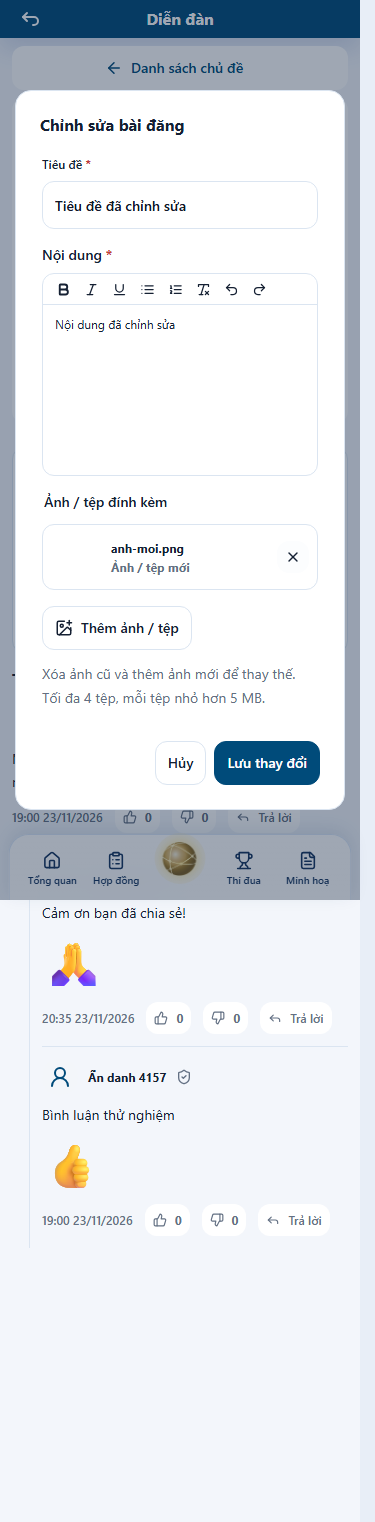 Diễn đàn
Danh sách chủ đề
Chỉnh sửa bài đăng
Tiêu đề *
Tiêu đề đã chỉnh sửa
Nội dung *
B I U
Nội dung đã chỉnh sửa
Ảnh / tệp đính kèm
anh-moi.png
Ảnh / tệp mới
Thêm ảnh / tệp
Xóa ảnh cũ và thêm ảnh mới để thay thế.
Tối đa 4 tệp, mỗi tệp nhỏ hơn 5 MB.
Hủy
Lưu thay đổi
19:00 23/11/2026 0 0 Trả lời
Tổng quan Hợp đồng Thi đua Minh hoạ
Cảm ơn bạn đã chia sẻ!
20:35 23/11/2026 0 0 Trả lời
Ẩn danh 4157
Bình luận thử nghiệm
19:00 23/11/2026 0 0 Trả lời